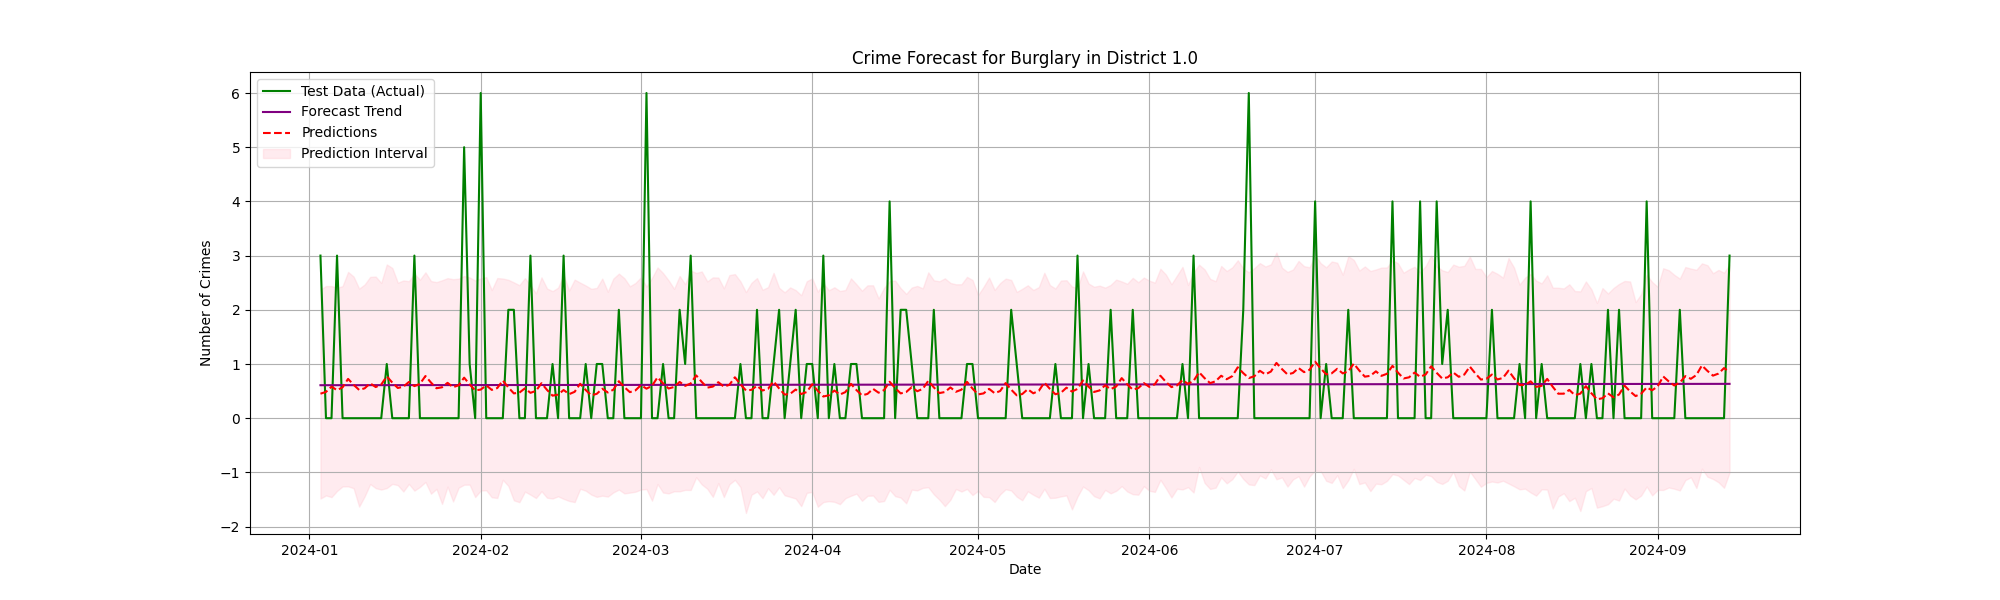 Crime Forecast for Burglary in District 1.0
Test Data (Actual)
Forecast Trend
Predictions
Prediction Interval
Number of Crimes
6
5
4
3
2
1
0
−1
−2
2024-01 2024-02 2024-03 2024-04 2024-05 2024-06 2024-07 2024-08 2024-09
Date